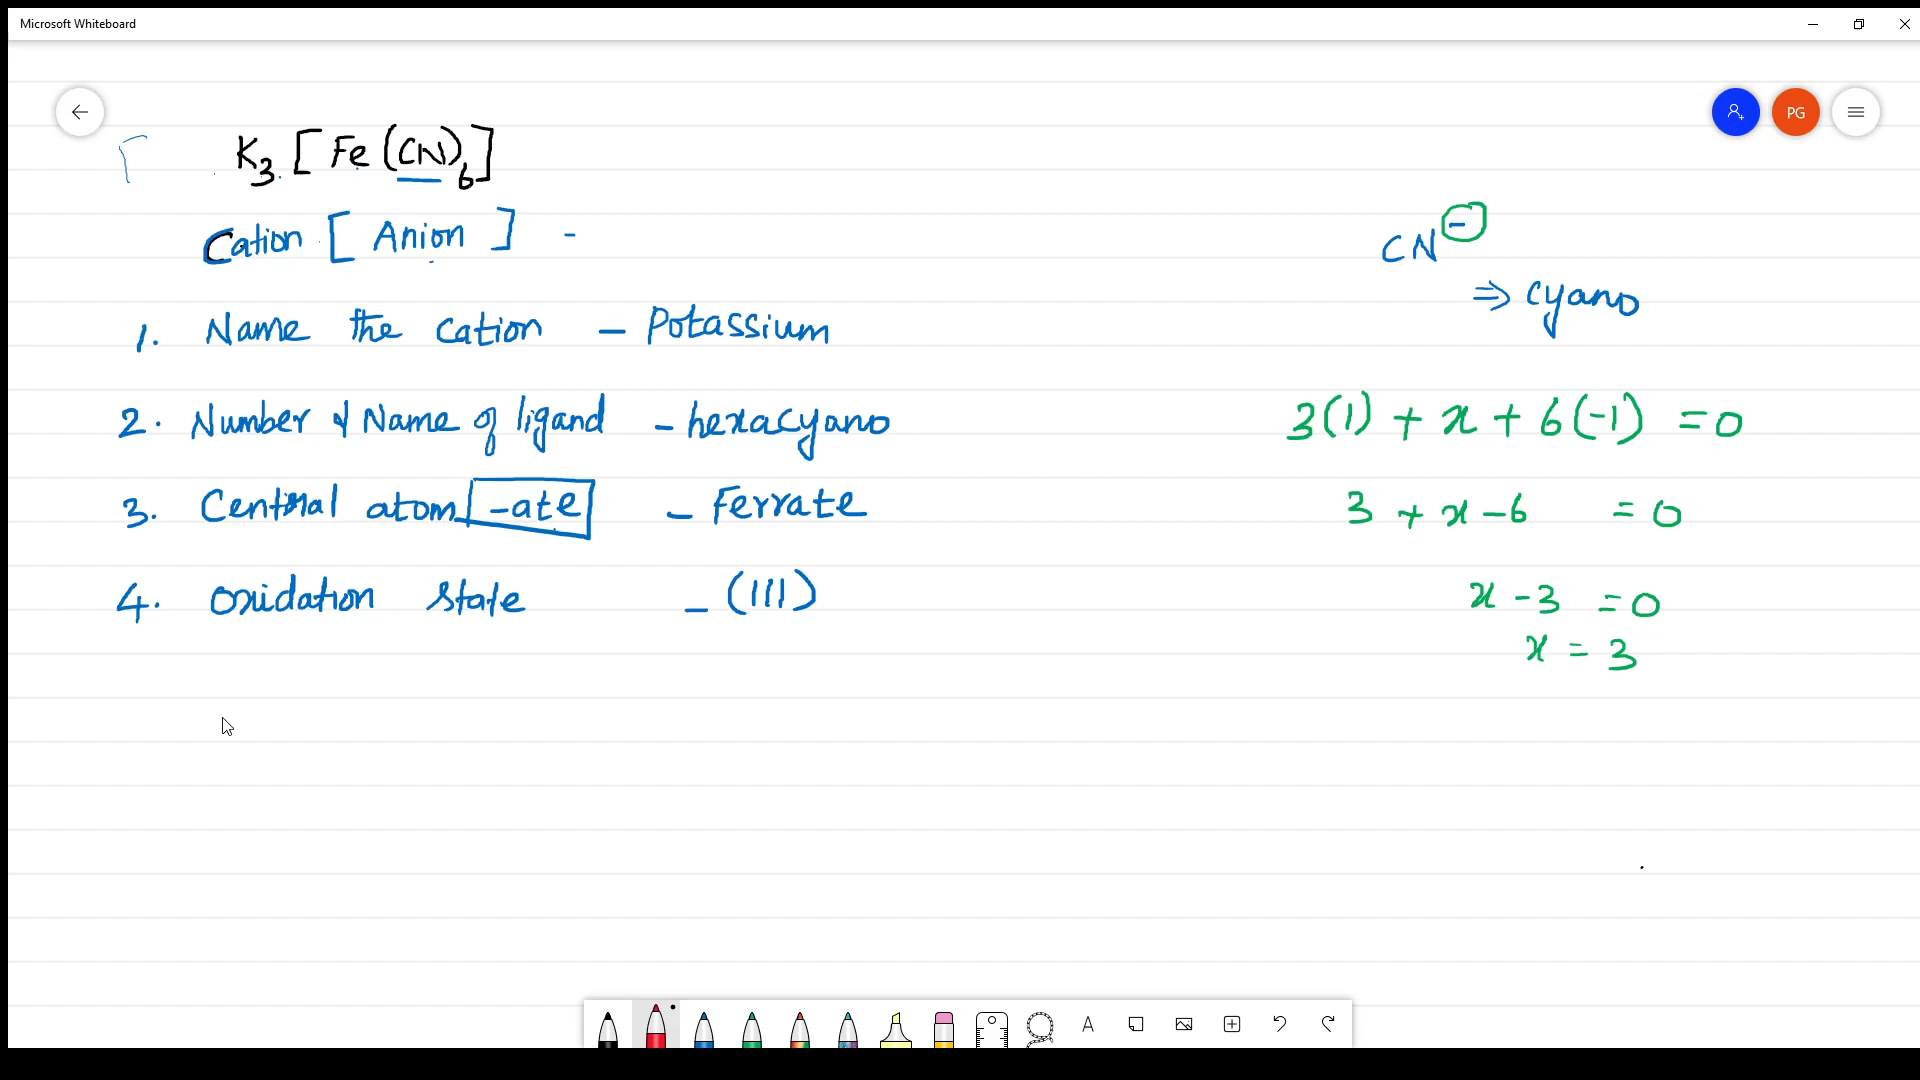 Microsoft Whiteboard
PG
K₃ [Fe(CN)₆]
Cation [ Anion ] -
1. Name the Cation - Potassium
2. Number & Name of ligand - hexacyano
3. Central atom -ate - Ferrate
4. Oxidation state - (III)
CN⁻
⇒ Cyano
3(1) + x + 6(-1) = 0
3 + x - 6 = 0
x - 3 = 0
x = 3
A